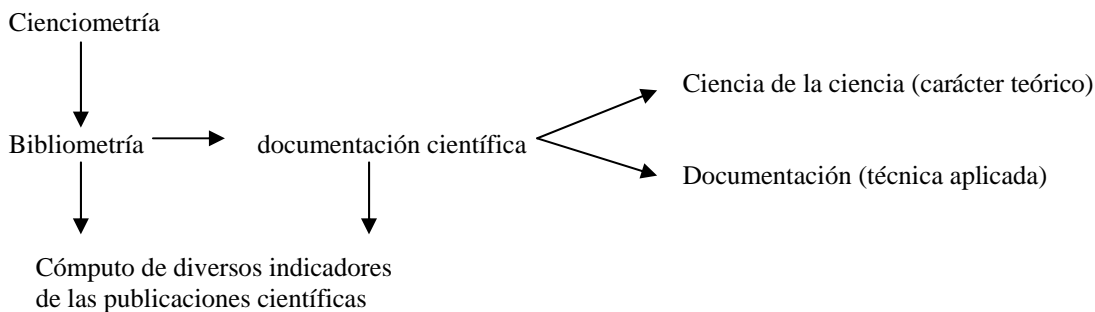 Cienciometría
Ciencia de la ciencia (carácter teórico)
Bibliometría
documentación científica
Documentación (técnica aplicada)
Cómputo de diversos indicadores
de las publicaciones científicas